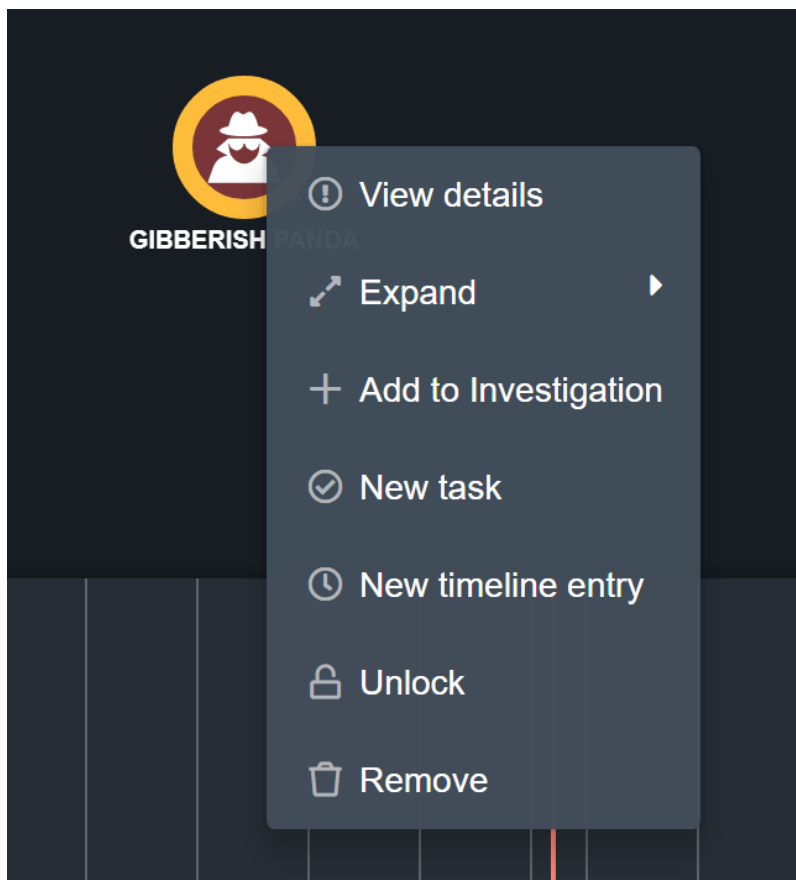 GIBBERISH PANDA
View details
Expand
Add to Investigation
New task
New timeline entry
Unlock
Remove